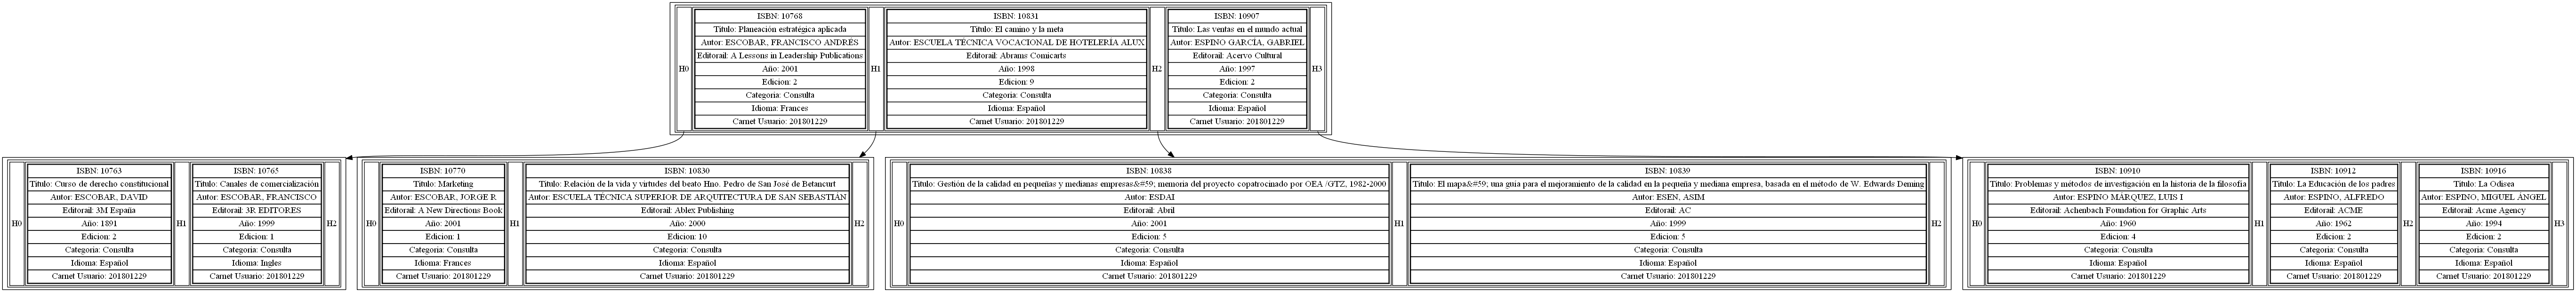 H0
ISBN: 10768
Titulo: Planeación estratégica aplicada
Autor: ESCOBAR, FRANCISCO ANDRÉS
Editorail: A Lessons in Leadership Publications
Año: 2001
Edicion: 2
Categoria: Consulta
Idioma: Frances
Carnet Usuario: 201801229
H1
ISBN: 10831
Titulo: El camino y la meta
Autor: ESCUELA TÉCNICA VOCACIONAL DE HOTELERÍA ALUX
Editorail: Abrams Comicarts
Año: 1998
Edicion: 9
Categoria: Consulta
Idioma: Español
Carnet Usuario: 201801229
H2
ISBN: 10907
Titulo: Las ventas en el mundo actual
Autor: ESPINO GARCÍA, GABRIEL
Editorail: Acervo Cultural
Año: 1997
Edicion: 2
Categoria: Consulta
Idioma: Español
Carnet Usuario: 201801229
H3
H0
ISBN: 10763
Titulo: Curso de derecho constitucional
Autor: ESCOBAR, DAVID
Editorail: 3M España
Año: 1891
Edicion: 2
Categoria: Consulta
Idioma: Español
Carnet Usuario: 201801229
H1
ISBN: 10765
Titulo: Canales de comercialización
Autor: ESCOBAR, FRANCISCO
Editorail: 3R EDITORES
Año: 1999
Edicion: 1
Categoria: Consulta
Idioma: Ingles
Carnet Usuario: 201801229
H2
H0
ISBN: 10770
Titulo: Marketing
Autor: ESCOBAR, JORGE R
Editorail: A New Directions Book
Año: 2001
Edicion: 1
Categoria: Consulta
Idioma: Frances
Carnet Usuario: 201801229
H1
ISBN: 10830
Titulo: Relación de la vida y virtudes del beato Hno. Pedro de San José de Betancurt
Autor: ESCUELA TÉCNICA SUPERIOR DE ARQUITECTURA DE SAN SEBASTIÁN
Editorail: Ablex Publishing
Año: 2000
Edicion: 10
Categoria: Consulta
Idioma: Español
Carnet Usuario: 201801229
H2
H0
ISBN: 10838
Titulo: Gestión de la calidad en pequeñas y medianas empresas&#59; memoria del proyecto copatrocinado por OEA /GTZ, 1982-2000
Autor: ESDAI
Editorail: Abril
Año: 2001
Edicion: 5
Categoria: Consulta
Idioma: Español
Carnet Usuario: 201801229
H1
ISBN: 10839
Titulo: El mapa&#59; una guía para el mejoramiento de la calidad en la pequeña y mediana empresa, basada en el método de W. Edwards Deming
Autor: ESEN, ASIM
Editorail: AC
Año: 1999
Edicion: 5
Categoria: Consulta
Idioma: Español
Carnet Usuario: 201801229
H2
H0
ISBN: 10910
Titulo: Problemas y métodos de investigación en la historia de la filosofía
Autor: ESPINO MÁRQUEZ, LUIS I
Editorail: Achenbach Foundation for Graphic Arts
Año: 1960
Edicion: 4
Categoria: Consulta
Idioma: Español
Carnet Usuario: 201801229
H1
ISBN: 10912
Titulo: La Educación de los padres
Autor: ESPINO, ALFREDO
Editorail: ACME
Año: 1962
Edicion: 2
Categoria: Consulta
Idioma: Español
Carnet Usuario: 201801229
H2
ISBN: 10916
Titulo: La Odisea
Autor: ESPINO, MIGUEL ANGEL
Editorail: Acme Agency
Año: 1994
Edicion: 2
Categoria: Consulta
Idioma: Español
Carnet Usuario: 201801229
H3